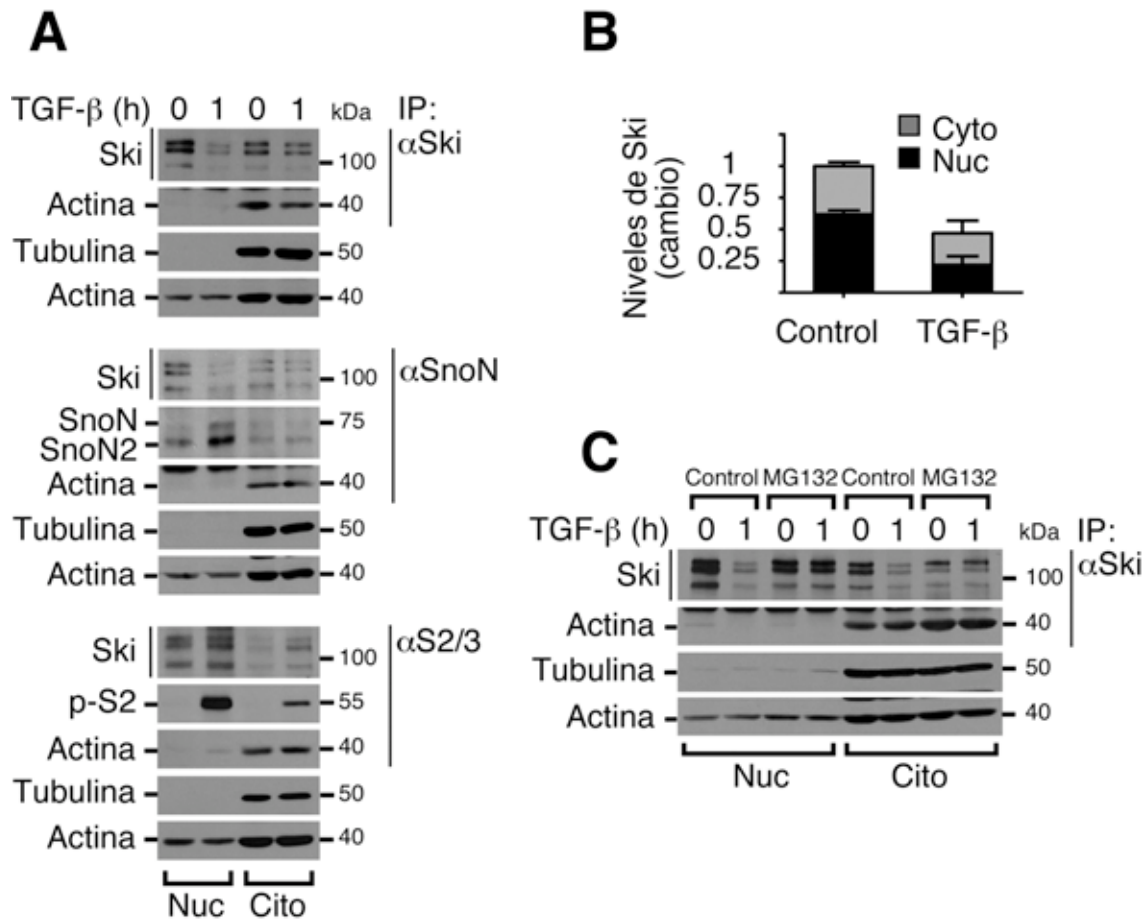 A
TGF-β (h) 0 1 0 1 kDa IP:
Ski 100 αSki
Actina 40
Tubulina 50
Actina 40
Ski 100 αSnoN
SnoN 75
SnoN2
Actina 40
Tubulina 50
Actina 40
Ski 100 αS2/3
p-S2 55
Actina 40
Tubulina 50
Actina 40
Nuc Cito
B
Niveles de Ski
(cambio)
1
0.75
0.5
0.25
Cyto
Nuc
Control TGF-β
C
Control MG132 Control MG132
TGF-β (h) 0 1 0 1 0 1 0 1 kDa IP:
Ski 100 αSki
Actina 40
Tubulina 50
Actina 40
Nuc Cito